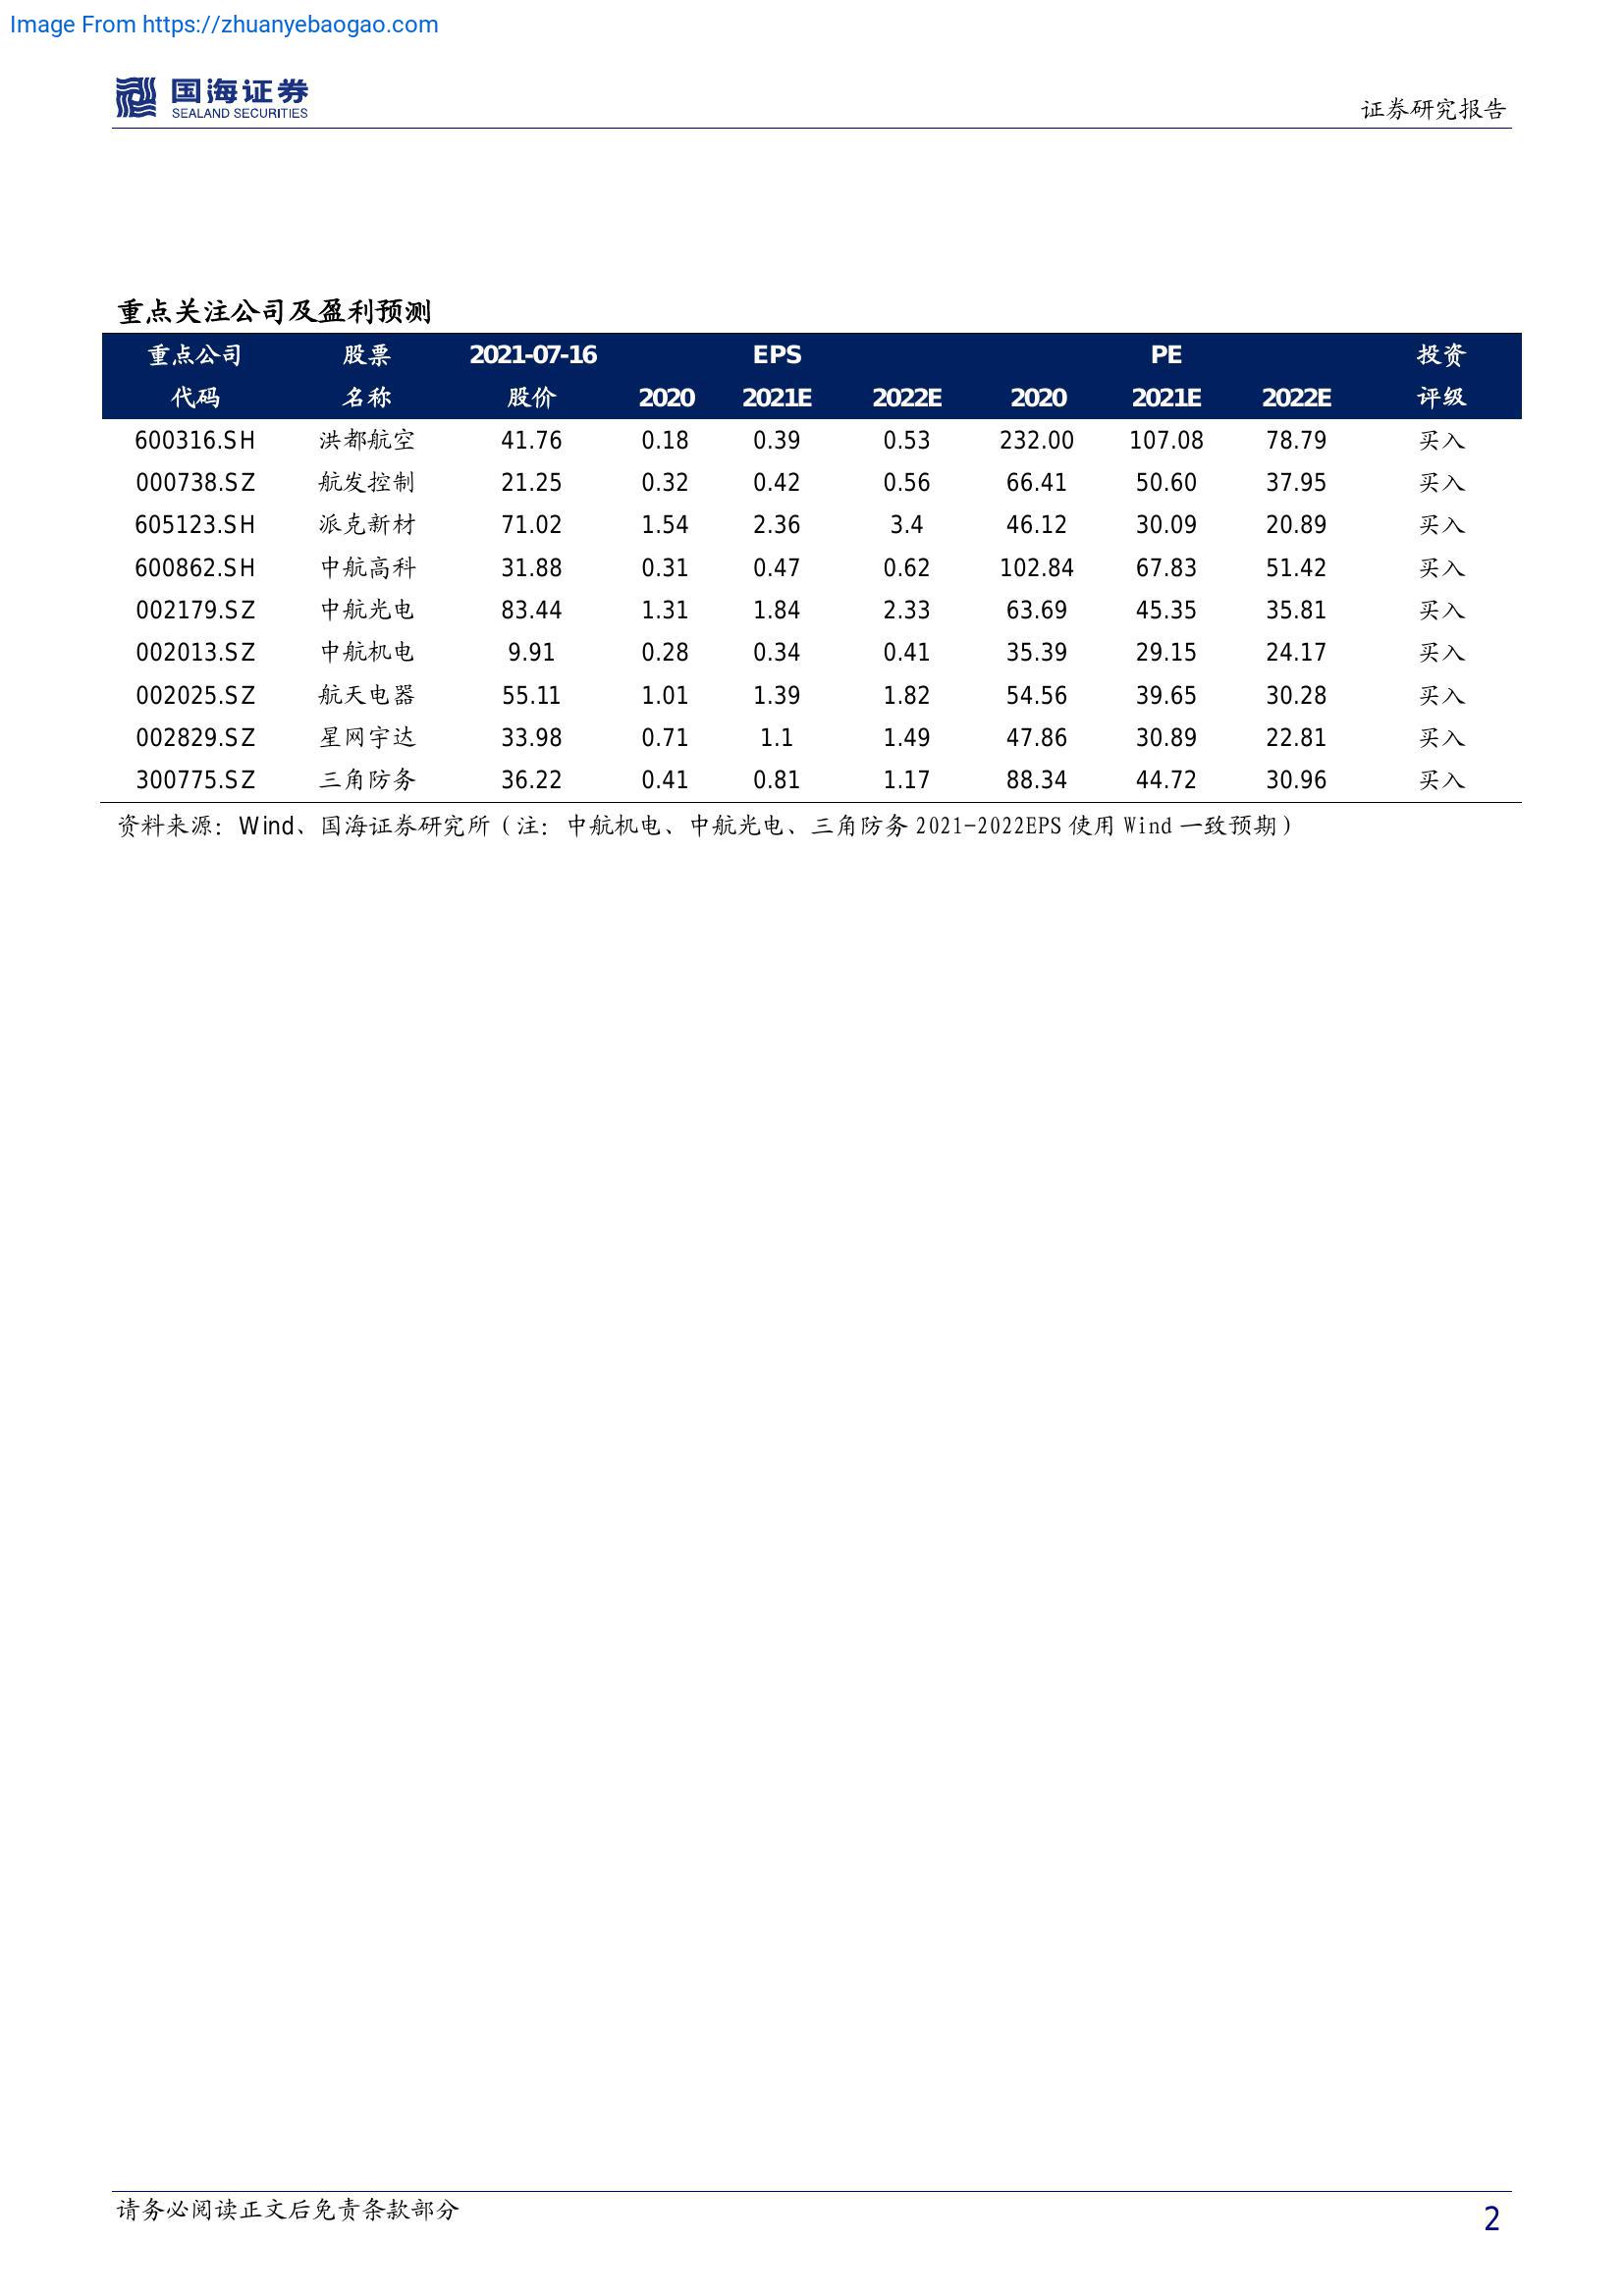 Image From https://zhuanyebaogao.com
国海证券
SEALAND SECURITIES
证券研究报告
重点关注公司及盈利预测
重点公司 股票 2021-07-16 EPS PE 投资
代码 名称 股价 2020 2021E 2022E 2020 2021E 2022E 评级
600316.SH 洪都航空 41.76 0.18 0.39 0.53 232.00 107.08 78.79 买入
000738.SZ 航发控制 21.25 0.32 0.42 0.56 66.41 50.60 37.95 买入
605123.SH 派克新材 71.02 1.54 2.36 3.4 46.12 30.09 20.89 买入
600862.SH 中航高科 31.88 0.31 0.47 0.62 102.84 67.83 51.42 买入
002179.SZ 中航光电 83.44 1.31 1.84 2.33 63.69 45.35 35.81 买入
002013.SZ 中航机电 9.91 0.28 0.34 0.41 35.39 29.15 24.17 买入
002025.SZ 航天电器 55.11 1.01 1.39 1.82 54.56 39.65 30.28 买入
002829.SZ 星网宇达 33.98 0.71 1.1 1.49 47.86 30.89 22.81 买入
300775.SZ 三角防务 36.22 0.41 0.81 1.17 88.34 44.72 30.96 买入
资料来源：Wind、国海证券研究所（注：中航机电、中航光电、三角防务 2021-2022EPS 使用 Wind 一致预期）
请务必阅读正文后免责条款部分
2